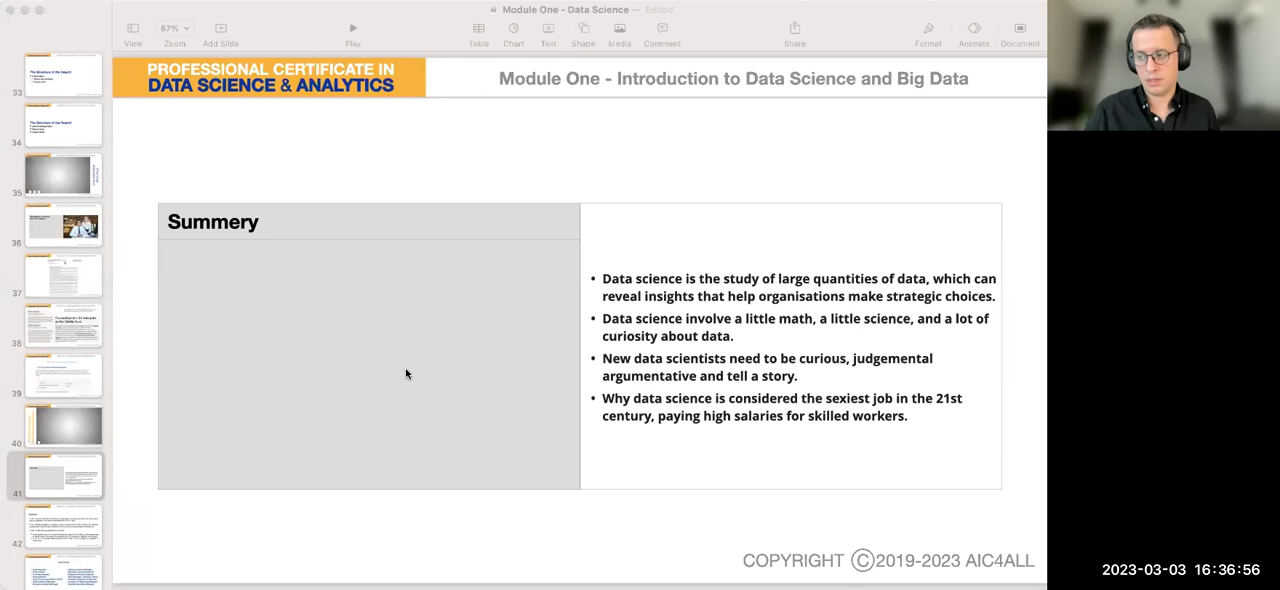 Module One - Data Science — Edited
67%
View
Zoom
Add Slide
Play
Table
Chart
Text
Shape
Media
Comment
Share
Format
Animate
Document
PROFESSIONAL CERTIFICATE IN
DATA SCIENCE & ANALYTICS
Module One - Introduction to Data Science and Big Data
33
34
35
36
37
38
39
40
41
42
Summery
• Data science is the study of large quantities of data, which can
reveal insights that help organisations make strategic choices.
• Data science involve a little math, a little science, and a lot of
curiosity about data.
• New data scientists need to be curious, judgemental
argumentative and tell a story.
• Why data science is considered the sexiest job in the 21st
century, paying high salaries for skilled workers.
COPYRIGHT ©2019-2023 AIC4ALL
2023-03-03 16:36:56